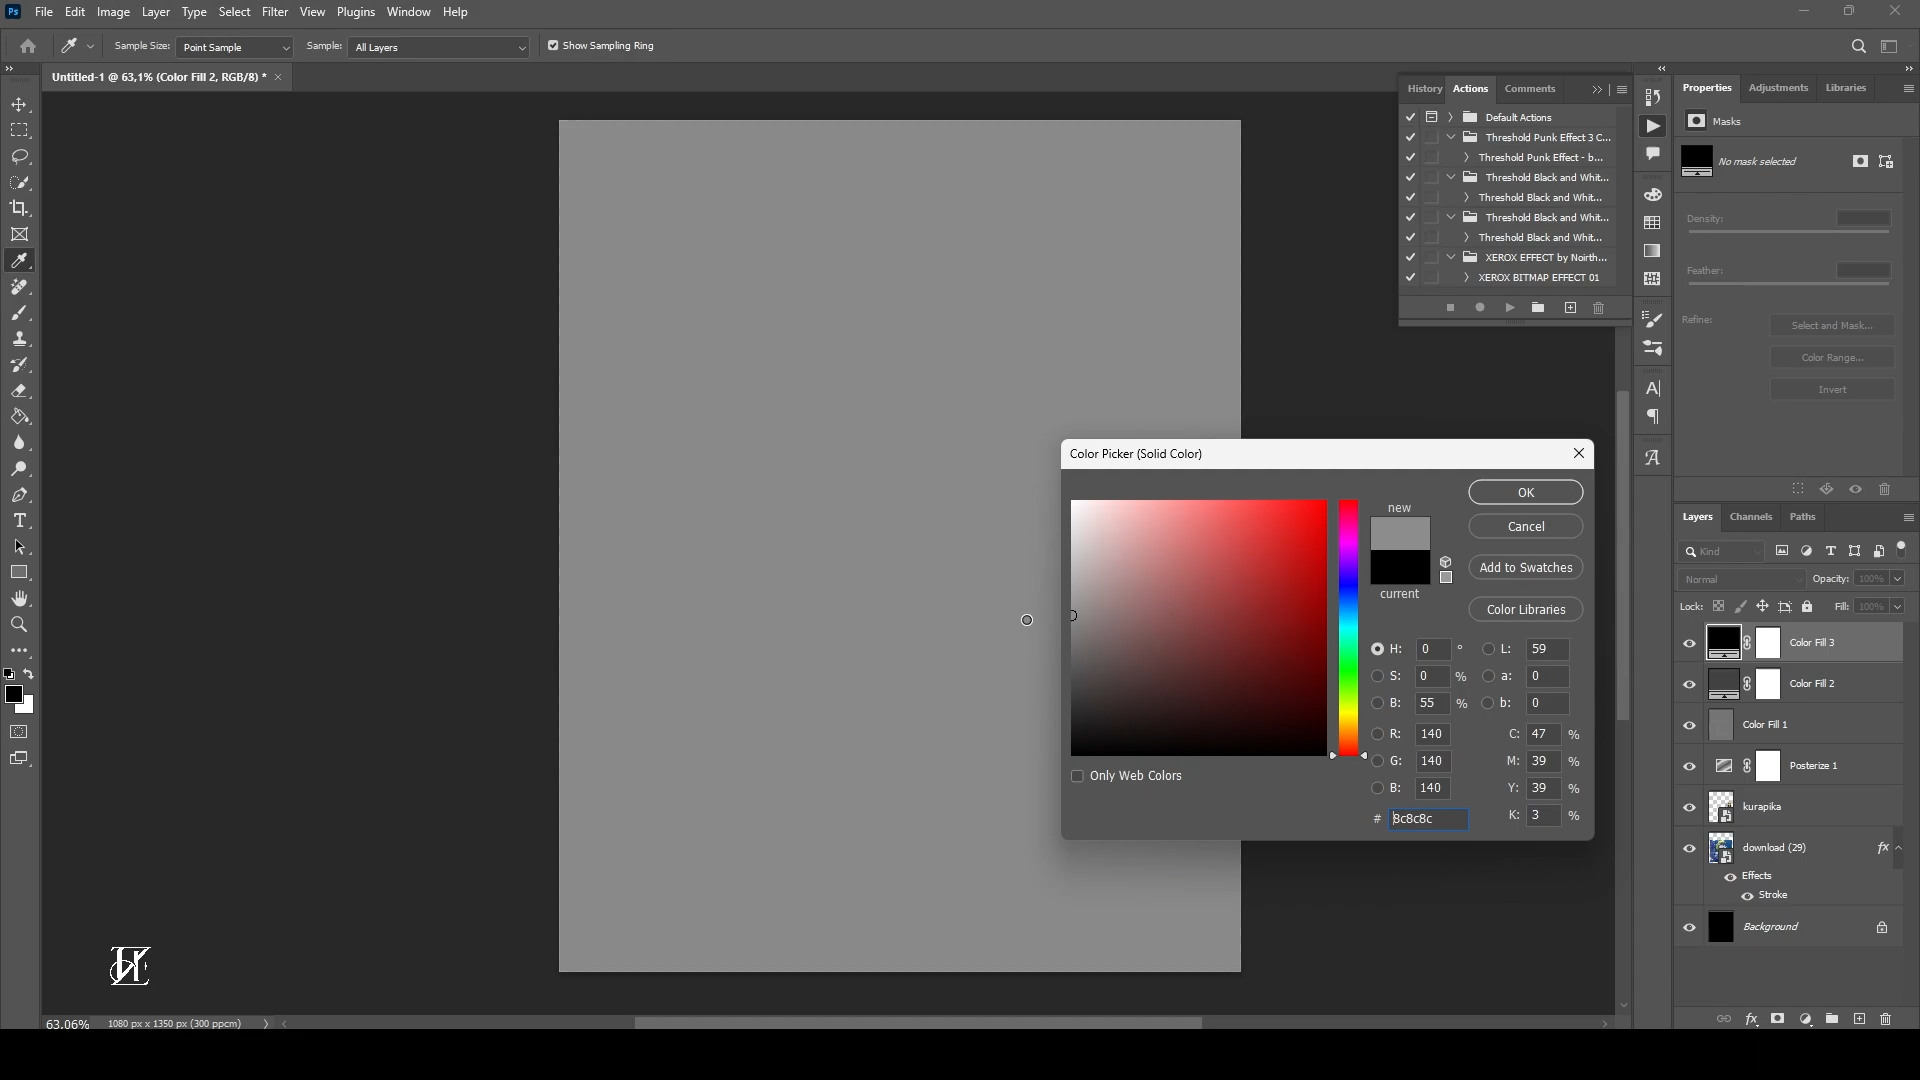 Ps File Edit Image Layer Type Select Filter View Plugins Window Help
Sample Size: Point Sample Sample: All Layers Show Sampling Ring
Untitled-1 @ 63,1% (Color Fill 2, RGB/8) *
History Actions Comments
Default Actions
Threshold Punk Effect 3 C...
Threshold Punk Effect - b...
Threshold Black and Whit...
Threshold Black and Whit...
Threshold Black and Whit...
Threshold Black and Whit...
XEROX EFFECT by Noirth...
XEROX BITMAP EFFECT 01
Properties Adjustments Libraries
Masks
No mask selected
Density:
Feather:
Refine: Select and Mask...
Color Range...
Invert
Color Picker (Solid Color)
new
current
OK
Cancel
Add to Swatches
Color Libraries
H: 0 ° L: 59
S: 0 % a: 0
B: 55 % b: 0
R: 140 C: 47 %
G: 140 M: 39 %
B: 140 Y: 39 %
# 8c8c8c K: 3 %
Only Web Colors
Layers Channels Paths
Kind
Normal Opacity: 100%
Lock: Fill: 100%
Color Fill 3
Color Fill 2
Color Fill 1
Posterize 1
kurapika
download (29) fx
Effects
Stroke
Background
63,06% 1080 px x 1350 px (300 ppcm)